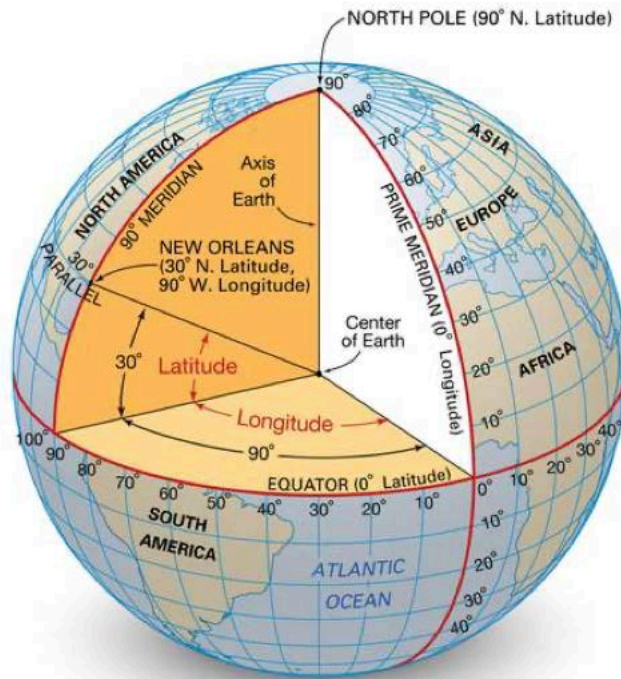 NORTH POLE (90° N. Latitude)
90°
80°
70°
60°
50°
40°
30°
20°
10°
ASIA
EUROPE
AFRICA
PRIME MERIDIAN (0° Longitude)
NORTH AMERICA
90° MERIDIAN
Axis
of
Earth
30°
PARALLEL
NEW ORLEANS
(30° N. Latitude,
90° W. Longitude)
Center
of Earth
30°
Latitude
Longitude
90°
EQUATOR (0° Latitude)
100°
90°
80°
70°
60°
50°
40°
30°
20°
10°
0°
10°
20°
30°
40°
10°
20°
30°
40°
SOUTH
AMERICA
ATLANTIC
OCEAN